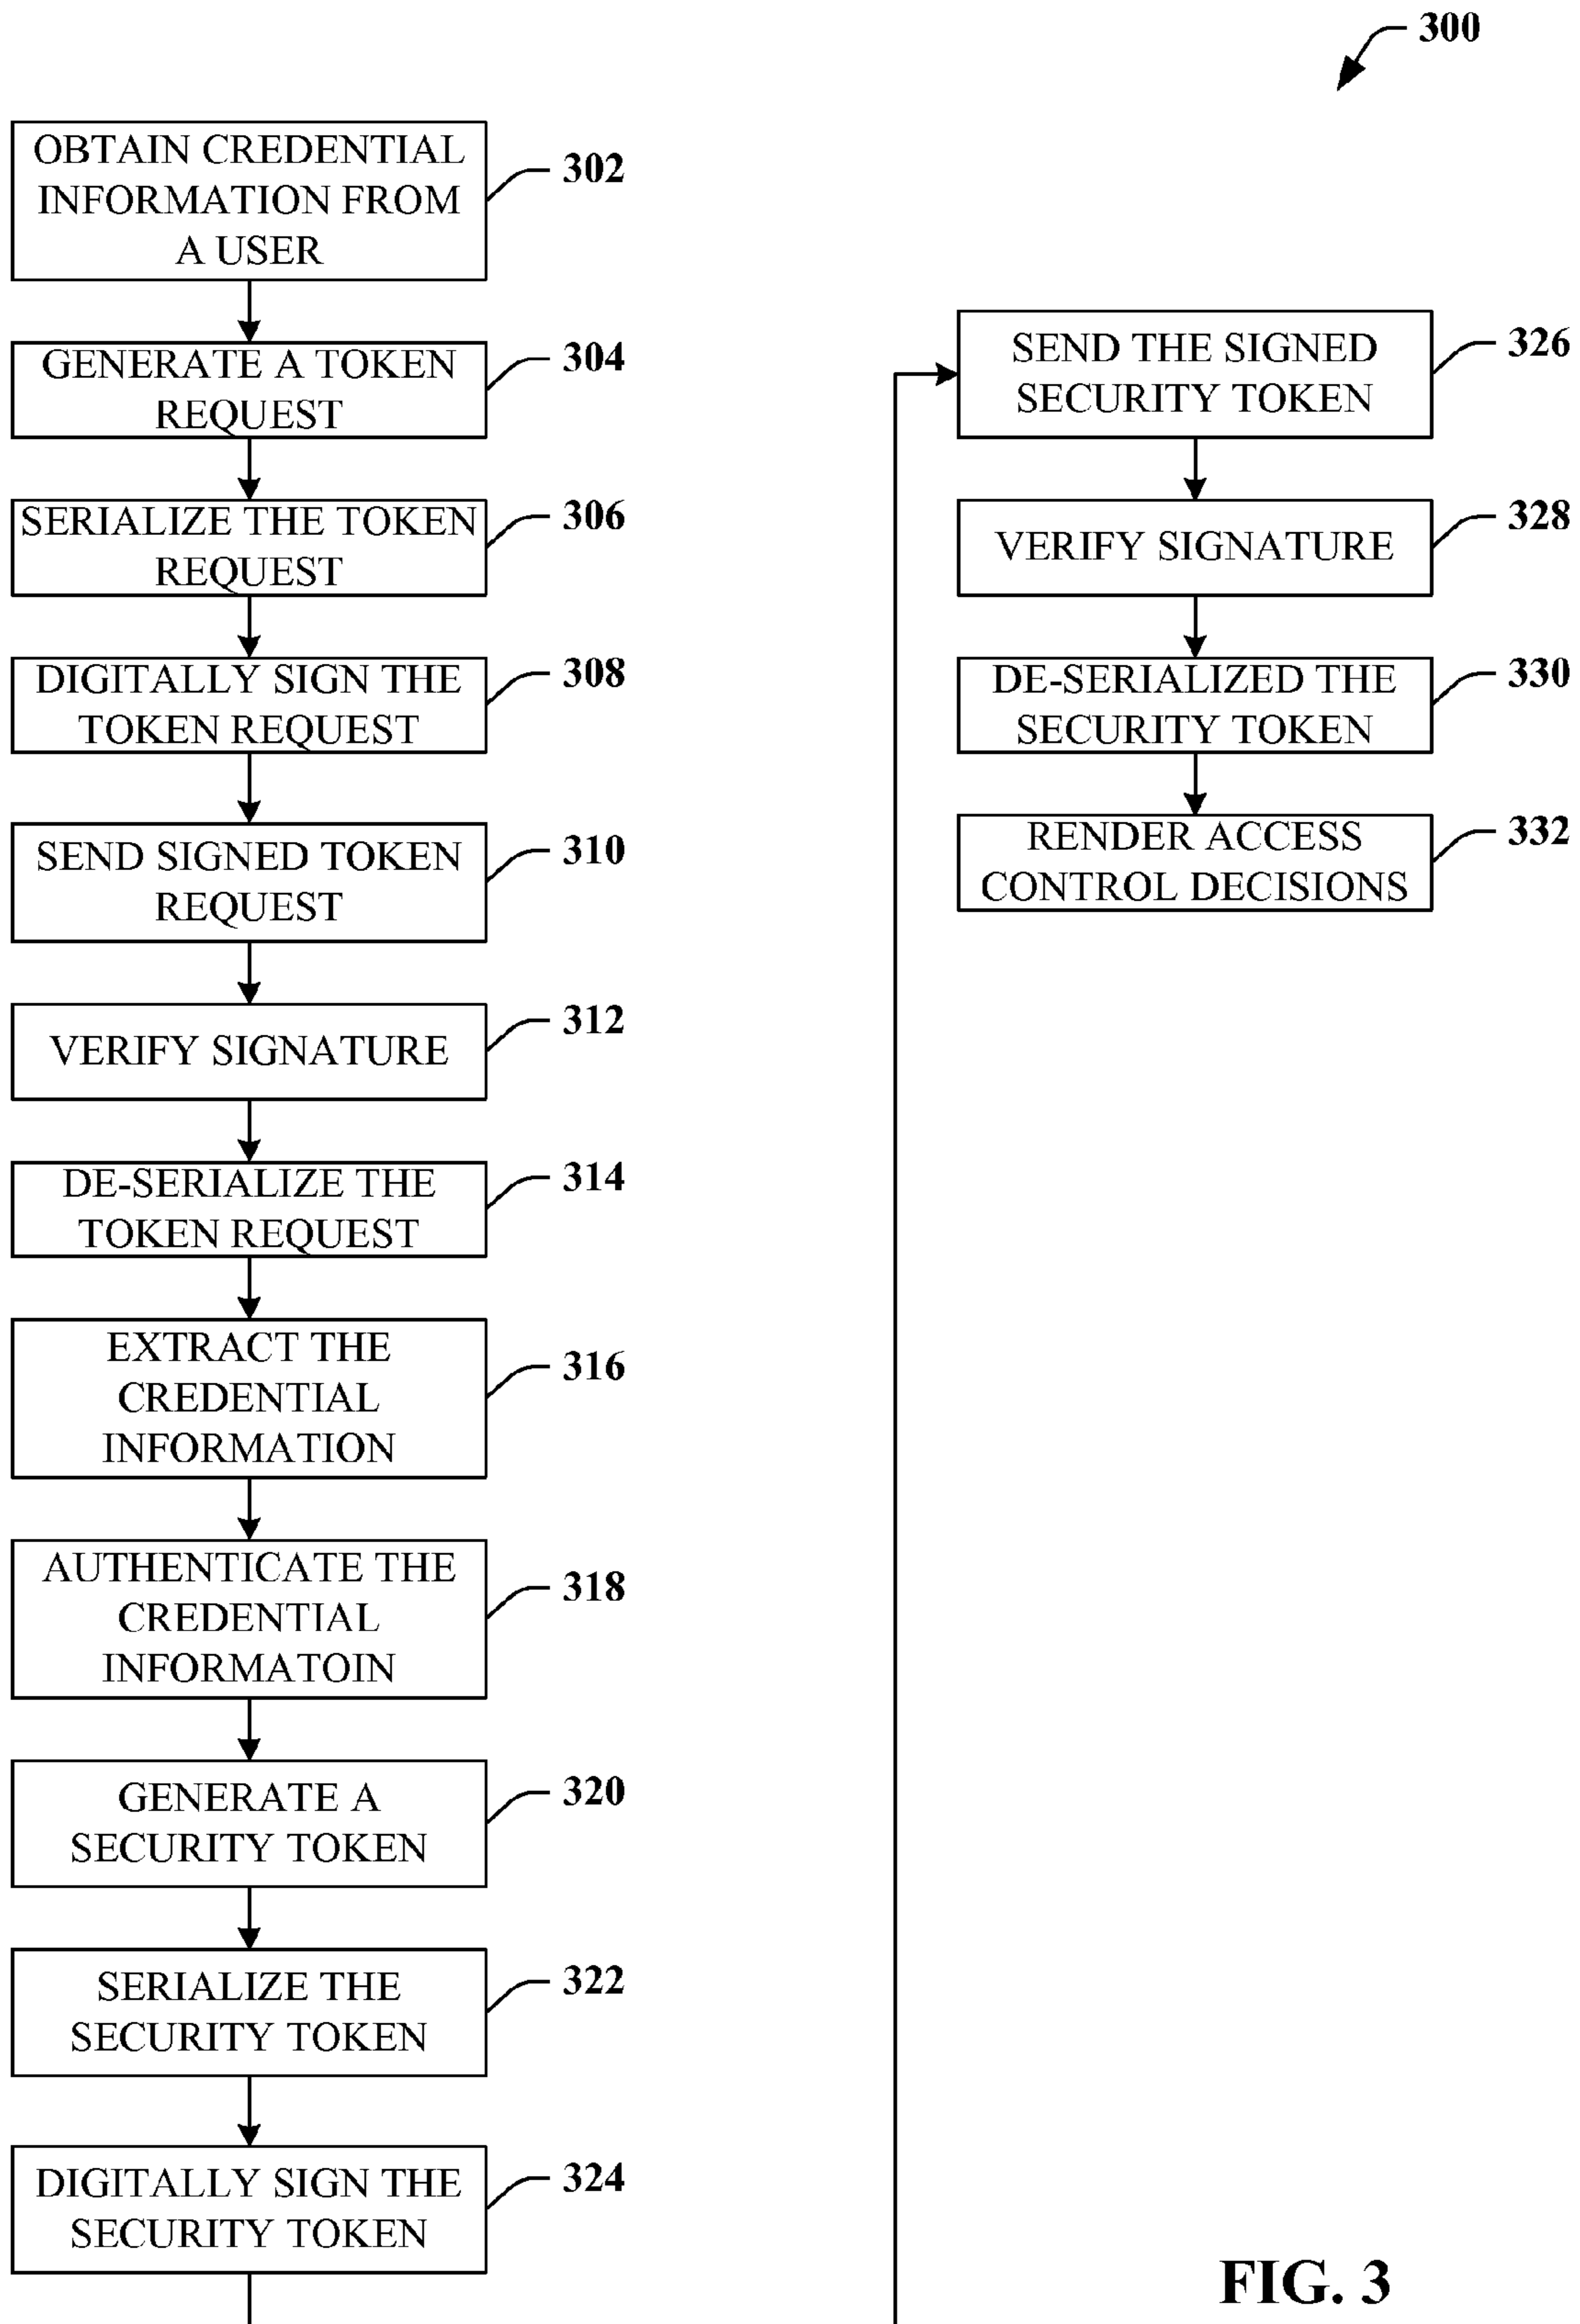 300
OBTAIN CREDENTIAL
INFORMATION FROM
A USER
302
GENERATE A TOKEN
REQUEST
304
SERIALIZE THE TOKEN
REQUEST
306
DIGITALLY SIGN THE
TOKEN REQUEST
308
SEND SIGNED TOKEN
REQUEST
310
VERIFY SIGNATURE
312
DE-SERIALIZE THE
TOKEN REQUEST
314
EXTRACT THE
CREDENTIAL
INFORMATION
316
AUTHENTICATE THE
CREDENTIAL
INFORMATOIN
318
GENERATE A
SECURITY TOKEN
320
SERIALIZE THE
SECURITY TOKEN
322
DIGITALLY SIGN THE
SECURITY TOKEN
324
SEND THE SIGNED
SECURITY TOKEN
326
VERIFY SIGNATURE
328
DE-SERIALIZED THE
SECURITY TOKEN
330
RENDER ACCESS
CONTROL DECISIONS
332
FIG. 3